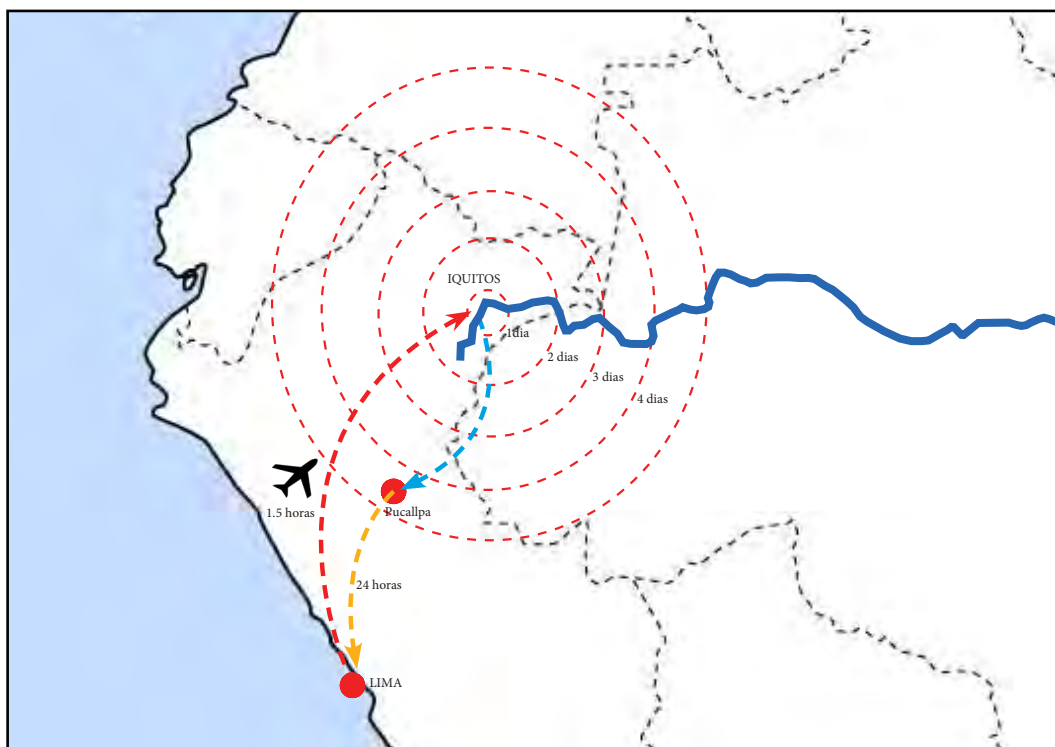 IQUITOS
1dia
2 dias
3 dias
4 dias
1.5 horas
Pucallpa
24 horas
LIMA